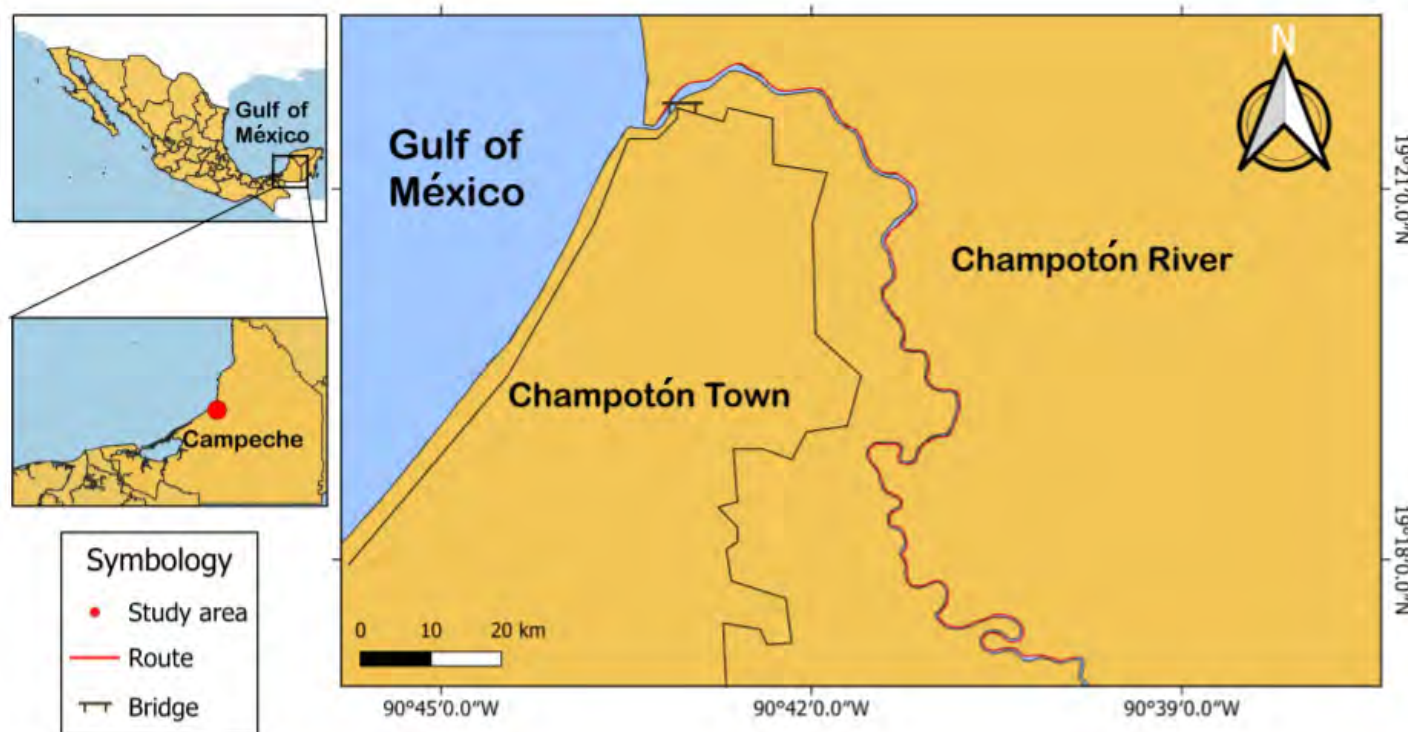 Gulf of
México
Campeche
Symbology
Study area
Route
Bridge
Gulf of
México
Champotón River
Champotón Town
0 10 20 km
N
19°21'0.0"N
19°18'0.0"N
90°45'0.0"W
90°42'0.0"W
90°39'0.0"W